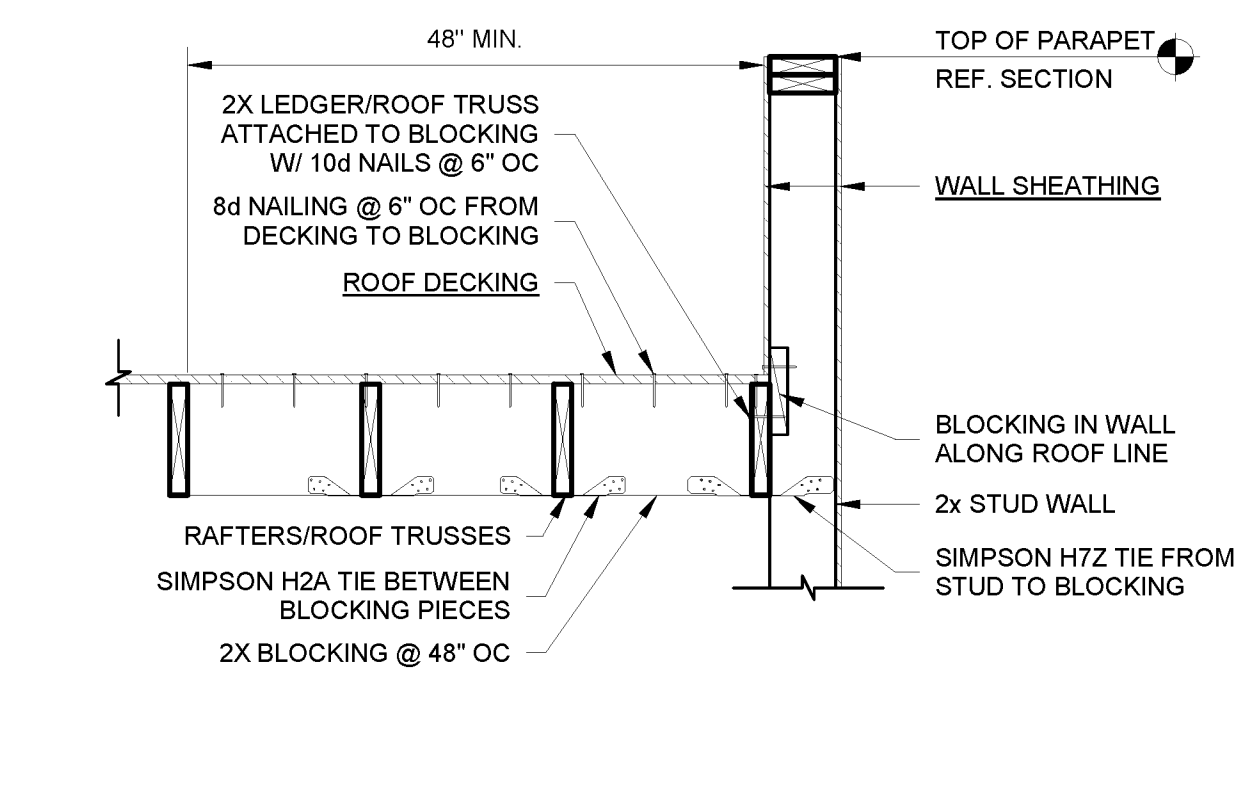 48" MIN.
TOP OF PARAPET
REF. SECTION
2X LEDGER/ROOF TRUSS
ATTACHED TO BLOCKING
W/ 10d NAILS @ 6" OC
WALL SHEATHING
8d NAILING @ 6" OC FROM
DECKING TO BLOCKING
ROOF DECKING
BLOCKING IN WALL
ALONG ROOF LINE
2x STUD WALL
RAFTERS/ROOF TRUSSES
SIMPSON H7Z TIE FROM
STUD TO BLOCKING
SIMPSON H2A TIE BETWEEN
BLOCKING PIECES
2X BLOCKING @ 48" OC